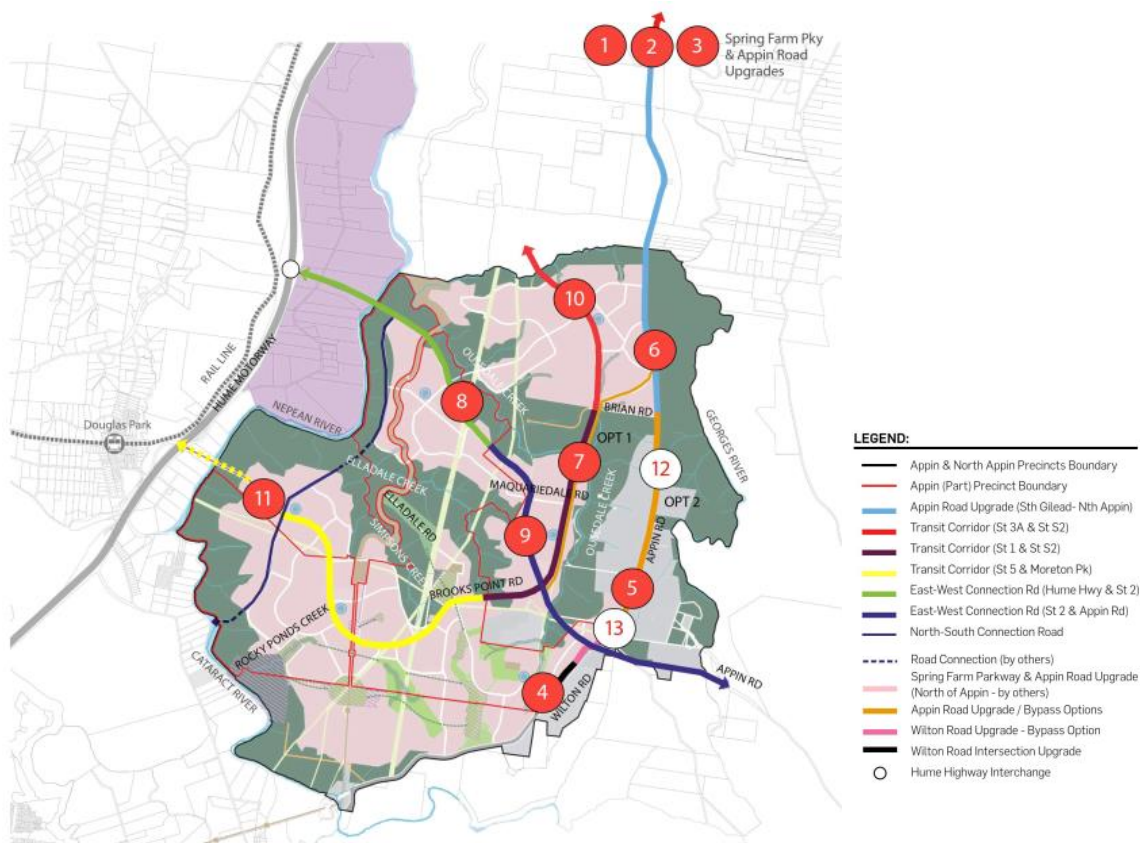 1
2
3
Spring Farm Pky
& Appin Road
Upgrades
10
6
RAIL LINE
HUME MOTORWAY
OUSEDALE CREEK
8
BRIAN RD
GEORGES RIVER
Douglas Park
NEPEAN RIVER
OPT 1
7
12
ELLADALE CREEK
MAQUARIEDALE RD
OPT 2
11
ELLADALE RD
9
OUSEDALE CREEK
APPIN RD
SIMPSONS CREEK
BROOKS POINT RD
5
ROCKY PONDS CREEK
13
CATARACT RIVER
4
WILTON RD
APPIN RD
LEGEND:
Appin & North Appin Precincts Boundary
Appin (Part) Precinct Boundary
Appin Road Upgrade (Sth Gilead- Nth Appin)
Transit Corridor (St 3A & St S2)
Transit Corridor (St 1 & St S2)
Transit Corridor (St 5 & Moreton Pk)
East-West Connection Rd (Hume Hwy & St 2)
East-West Connection Rd (St 2 & Appin Rd)
North-South Connection Road
Road Connection (by others)
Spring Farm Parkway & Appin Road Upgrade
(North of Appin - by others)
Appin Road Upgrade / Bypass Options
Wilton Road Upgrade - Bypass Option
Wilton Road Intersection Upgrade
Hume Highway Interchange